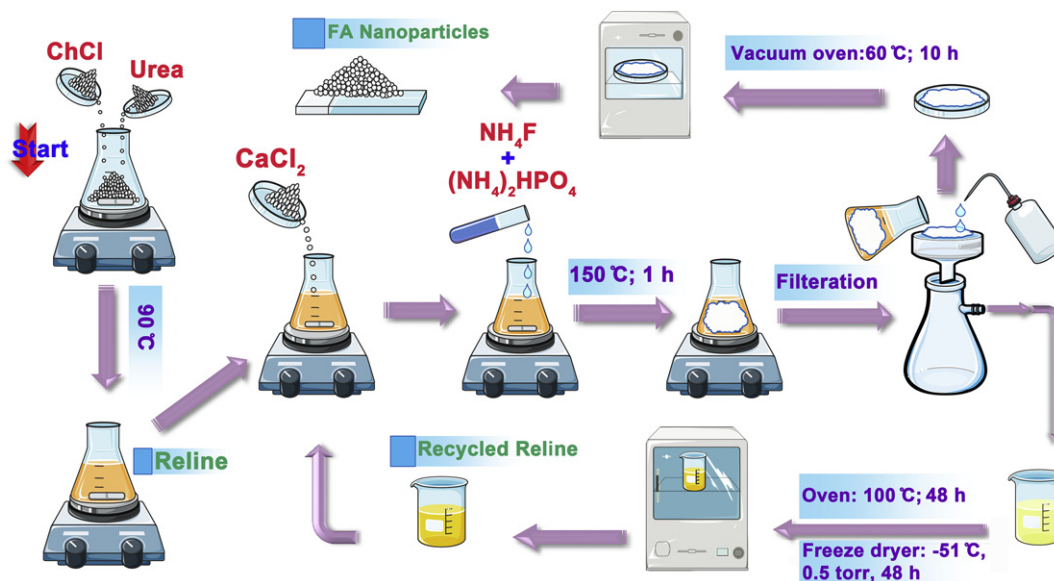 ChCl
Urea
Start
90℃
Reline
CaCl₂
NH₄F
+
(NH₄)₂HPO₄
150℃; 1 h
Filteration
Vacuum oven:60℃; 10 h
FA Nanoparticles
Oven: 100℃; 48 h
Freeze dryer: -51℃,
0.5 torr, 48 h
Recycled Reline